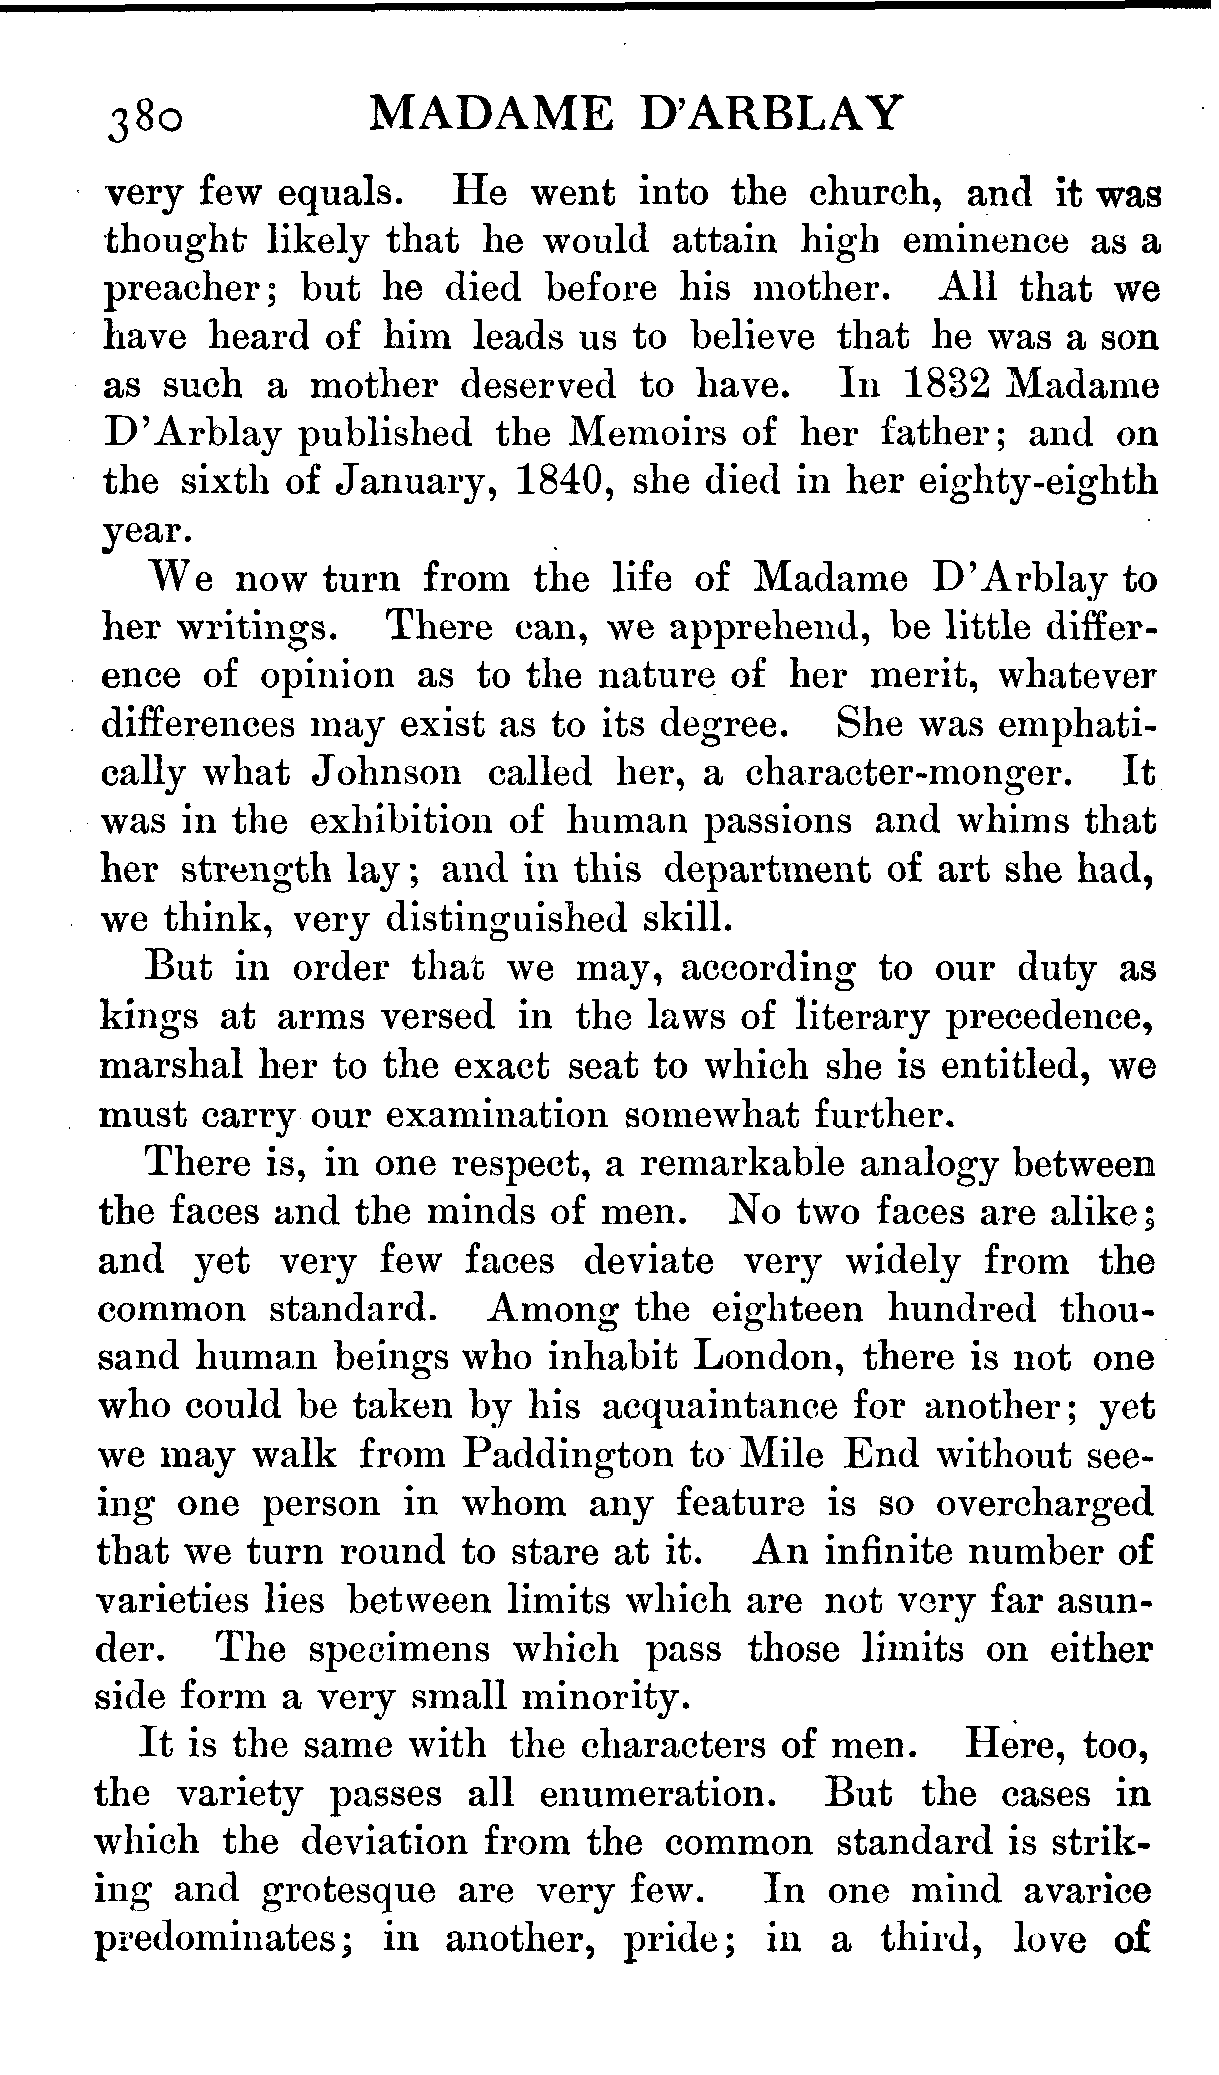 380 MADAME D'ARBLAY
very few equals. He went into the church, and it was
thought likely that he would attain high eminence as a
preacher; but he died before his mother. All that we
have heard of him leads us to believe that he was a son
as such a mother deserved to have. In 1832 Madame
D'Arblay published the Memoirs of her father; and on
the sixth of January, 1840, she died in her eighty-eighth
year.
We now turn from the life of Madame D'Arblay to
her writings. There can, we apprehend, be little differ-
ence of opinion as to the nature of her merit, whatever
differences may exist as to its degree. She was emphati-
cally what Johnson called her, a character-monger. It
was in the exhibition of human passions and whims that
her strength lay; and in this department of art she had,
we think, very distinguished skill.
But in order that we may, according to our duty as
kings at arms versed in the laws of literary precedence,
marshal her to the exact seat to which she is entitled, we
must carry our examination somewhat further.
There is, in one respect, a remarkable analogy between
the faces and the minds of men. No two faces are alike;
and yet very few faces deviate very widely from the
common standard. Among the eighteen hundred thou-
sand human beings who inhabit London, there is not one
who could be taken by his acquaintance for another; yet
we may walk from Paddington to Mile End without see-
ing one person in whom any feature is so overcharged
that we turn round to stare at it. An infinite number of
varieties lies between limits which are not very far asun-
der. The specimens which pass those limits on either
side form a very small minority.
It is the same with the characters of men. Here, too,
the variety passes all enumeration. But the cases in
which the deviation from the common standard is strik-
ing and grotesque are very few. In one mind avarice
predominates; in another, pride; in a third, love of